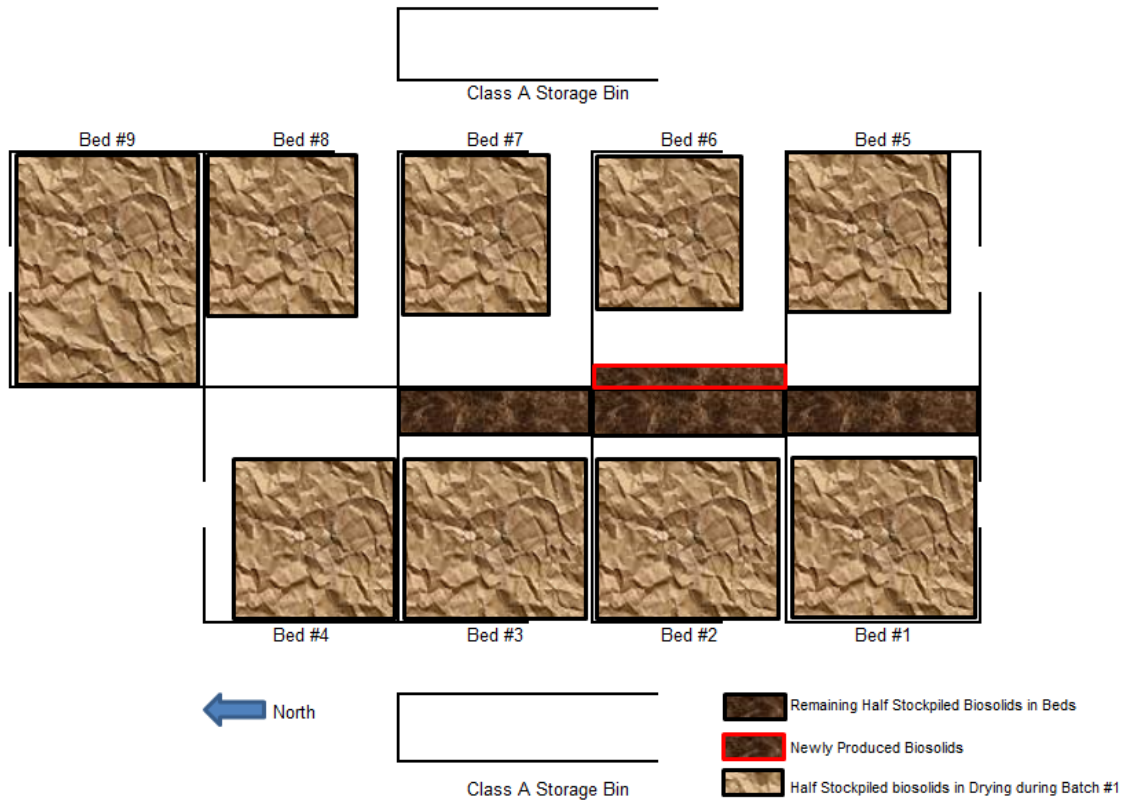 Class A Storage Bin
Bed #9
Bed #8
Bed #7
Bed #6
Bed #5
Bed #4
Bed #3
Bed #2
Bed #1
North
Remaining Half Stockpiled Biosolids in Beds
Newly Produced Biosolids
Half Stockpiled biosolids in Drying during Batch #1
Class A Storage Bin